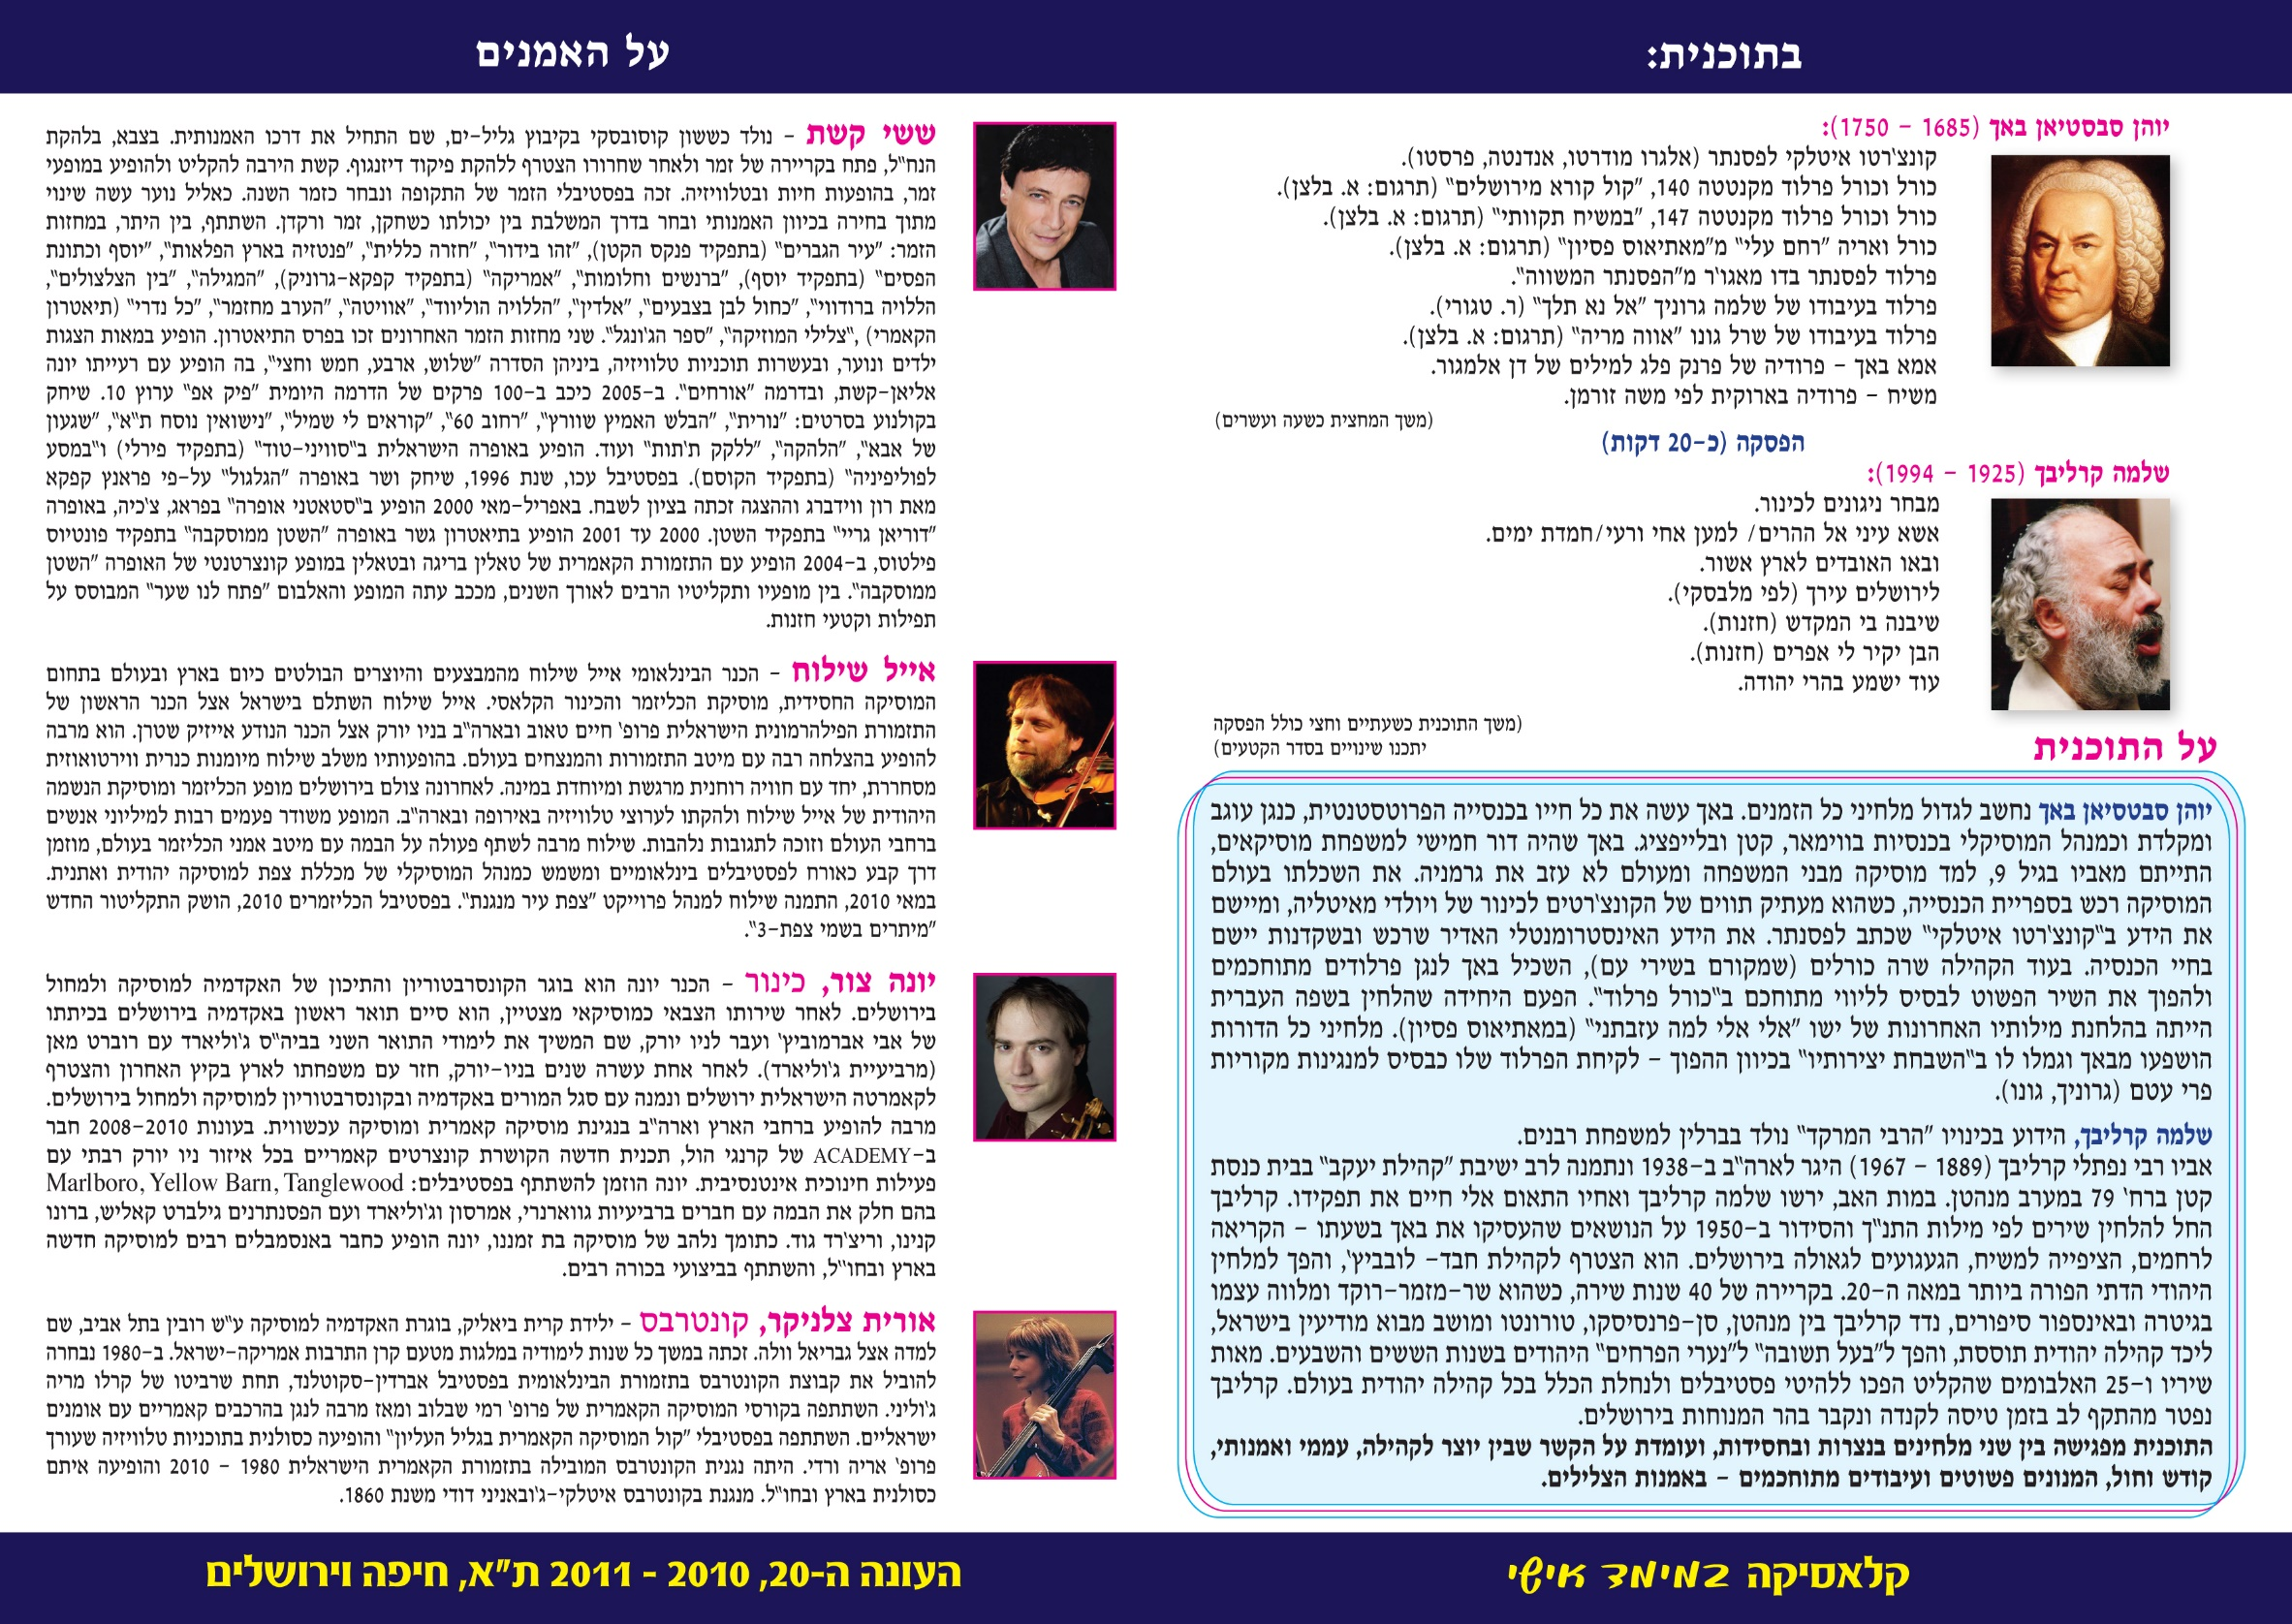 בתוכנית:
יוהן סבסטיאן באך (1685 - 1750):
קונצ'רטו איטלקי לפסנתר (אלגרו מודרטו, אנדנטה, פרסטו).
כורל וכורל פרלוד מקנטטה 140, "קול קורא מירושלים" (תרגום: א. בלצן).
כורל וכורל פרלוד מקנטטה 147, "במשיח תקוותי" (תרגום: א. בלצן).
כורל ואריה "רחם עלי" מ"מאתיאוס פסיון" (תרגום: א. בלצן).
פרלוד לפסנתר בדו מאגו'ר מ"הפסנתר המשווה".
פרלוד בעיבודו של שלמה גרוניך "אל נא תלך" (ר. טגורי).
פרלוד בעיבודו של שרל גונו "אווה מריה" (תרגום: א. בלצן).
אמא באך - פרודיה של פרנק פלג למילים של דן אלמגור.
משיח - פרודיה בארוקית לפי משה זורמן.
(משך המחצית כשעה ועשרים)
הפסקה (כ-20 דקות)
שלמה קרליבך (1925 - 1994):
מבחר ניגונים לכינור.
אשא עיני אל ההרים/ למען אחי ורעי/חמדת ימים.
ובאו האובדים לארץ אשור.
לירושלים עירך (לפי מלבסקי).
שיבנה בי המקדש (חזנות).
הבן יקיר לי אפרים (חזנות).
עוד ישמע בהרי יהודה.
(משך התוכנית כשעתיים וחצי כולל הפסקה
יתכנו שינויים בסדר הקטעים)
על התוכנית
יוהן סבטסיאן באך נחשב לגדול מלחיני כל הזמנים. באך עשה את כל חייו בכנסייה הפרוטסטנטית, כנגן עוגב
ומקלדת וכמנהל המוסיקלי בכנסיות בווימאר, קטן ובלייפציג. באך שהיה דור חמישי למשפחת מוסיקאים,
התייתם מאביו בגיל 9, למד מוסיקה מבני המשפחה ומעולם לא עזב את גרמניה. את השכלתו בעולם
המוסיקה רכש בספריית הכנסייה, כשהוא מעתיק תווים של הקונצ'רטים לכינור של ויולדי מאיטליה, ומיישם
את הידע ב"קונצ'רטו איטלקי" שכתב לפסנתר. את הידע האינסטרומנטלי האדיר שרכש ובשקדנות יישם
בחיי הכנסיה. בעוד הקהילה שרה כורלים (שמקורם בשירי עם), השכיל באך לנגן פרלודים מתוחכמים
ולהפוך את השיר הפשוט לבסיס לליווי מתוחכם ב"כורל פרלוד". הפעם היחידה שהלחין בשפה העברית
הייתה בהלחנת מילותיו האחרונות של ישו "אלי אלי למה עזבתני" (במאתיאוס פסיון). מלחיני כל הדורות
הושפעו מבאך וגמלו לו ב"השבחת יצירותיו" בכיוון ההפוך - לקיחת הפרלוד שלו כבסיס למנגינות מקוריות
פרי עטם (גרוניך, גונו).
שלמה קרליבך, הידוע בכינויו "הרבי המרקד" נולד בברלין למשפחת רבנים.
אביו רבי נפתלי קרליבך (1889 - 1967) היגר לארה"ב ב-1938 ונתמנה לרב ישיבת "קהילת יעקב" בבית כנסת
קטן ברח' 79 במערב מנהטן. במות האב, ירשו שלמה קרליבך ואחיו התאום אלי חיים את תפקידו. קרליבך
החל להלחין שירים לפי מילות התנ"ך והסידור ב-1950 על הנושאים שהעסיקו את באך בשעתו - הקריאה
לרחמים, הציפייה למשיח, הגעגועים לגאולה בירושלים. הוא הצטרף לקהילת חבד- לובביץ', והפך למלחין
היהודי הדתי הפורה ביותר במאה ה-20. בקריירה של 40 שנות שירה, כשהוא שר-מזמר-רוקד ומלווה עצמו
בגיטרה ובאינספור סיפורים, נדד קרליבך בין מנהטן, סן-פרנסיסקו, טורונטו ומושב מבוא מודיעין בישראל,
ליכד קהילה יהודית תוססת, והפך ל"בעל תשובה" ל"נערי הפרחים" היהודים בשנות הששים והשבעים. מאות
שיריו ו-25 האלבומים שהקליט הפכו ללהיטי פסטיבלים ולנחלת הכלל בכל קהילה יהודית בעולם. קרליבך
נפטר מהתקף לב בזמן טיסה לקנדה ונקבר בהר המנוחות בירושלים.
התוכנית מפגישה בין שני מלחינים בנצרות ובחסידות, ועומדת על הקשר שבין יוצר לקהילה, עממי ואמנותי,
קודש וחול, המנונים פשוטים ועיבודים מתוחכמים - באמנות הצלילים.
קלאסיקה במימד אישי
על האמנים
ששי קשת - נולד כששון קוסובסקי בקיבוץ גליל-ים, שם התחיל את דרכו האמנותית. בצבא, בלהקת
הנח"ל, פתח בקריירה של זמר ולאחר שחרורו הצטרף ללהקת פיקוד דיזנגוף. קשת הירבה להקליט ולהופיע במופעי
זמר, בהופעות חיות ובטלוויזיה. זכה בפסטיבלי הזמר של התקופה ונבחר כזמר השנה. כאליל נוער עשה שינוי
מתוך בחירה בכיוון האמנותי ובחר בדרך המשלבת בין יכולתו כשחקן, זמר ורקדן. השתתף, בין היתר, במחזות
הזמר: "עיר הגברים" (בתפקיד פנקס הקטן), "זהו בידור", "חזרה כללית", "פנטזיה בארץ הפלאות", "יוסף וכתונת
הפסים" (בתפקיד יוסף), "ברנשים וחלומות", "אמריקה" (בתפקיד קפקא-גרוניק), "המגילה", "בין הצלצולים",
הללויה ברודווי", "כחול לבן בצבעים", "אלדין", "הללויה הוליווד", "אוויטה", "הערב מחזמר", "כל נדרי" (תיאטרון
הקאמרי) ,"צלילי המוזיקה", "ספר הג'ונגל". שני מחזות הזמר האחרונים זכו בפרס התיאטרון. הופיע במאות הצגות
ילדים ונוער, ובעשרות תוכניות טלוויזיה, ביניהן הסדרה "שלוש, ארבע, חמש וחצי", בה הופיע עם רעייתו יונה
אליאן-קשת, ובדרמה "אורחים". ב-2005 כיכב ב-100 פרקים של הדרמה היומית "פיק אפ" ערוץ 10. שיחק
בקולנוע בסרטים: "נורית", "הבלש האמיץ שוורץ", "רחוב 60", "קוראים לי שמיל", "נישואין נוסח ת"א", "שגעון
של אבא", "הלהקה", "ללקק ת'תות" ועוד. הופיע באופרה הישראלית ב"סוויני-טוד" (בתפקיד פירלי) ו"במסע
לפוליפיניה" (בתפקיד הקוסם). בפסטיבל עכו, שנת 1996, שיחק ושר באופרה "הגלגול" על-פי פראנץ קפקא
מאת רון ווידברג וההצגה זכתה בציון לשבח. באפריל-מאי 2000 הופיע ב"סטאטני אופרה" בפראג, צ'כיה, באופרה
"דוריאן גריי" בתפקיד השטן. 2000 עד 2001 הופיע בתיאטרון גשר באופרה "השטן ממוסקבה" בתפקיד פונטיוס
פילטוס, ב-2004 הופיע עם התזמורת הקאמרית של טאלין בריגה ובטאלין במופע קונצרטנטי של האופרה "השטן
ממוסקבה". בין מופעיו ותקליטיו הרבים לאורך השנים, מככב עתה המופע והאלבום "פתח לנו שער" המבוסס על
תפילות וקטעי חזנות.
אייל שילוח - הכנר הבינלאומי אייל שילוח מהמבצעים והיוצרים הבולטים כיום בארץ ובעולם בתחום
המוסיקה החסידית, מוסיקת הכליזמר והכינור הקלאסי. אייל שילוח השתלם בישראל אצל הכנר הראשון של
התזמורת הפילהרמונית הישראלית פרופ' חיים טאוב ובארה"ב בניו יורק אצל הכנר הנודע אייזיק שטרן. הוא מרבה
להופיע בהצלחה רבה עם מיטב התזמורות והמנצחים בעולם. בהופעותיו משלב שילוח מיומנות כנרית ווירטואוזית
מסחררת, יחד עם חוויה רוחנית מרגשת ומיוחדת במינה. לאחרונה צולם בירושלים מופע הכליזמר ומוסיקת הנשמה
היהודית של אייל שילוח ולהקתו לערוצי טלוויזיה באירופה ובארה"ב. המופע משודר פעמים רבות למיליוני אנשים
ברחבי העולם וזוכה לתגובות נלהבות. שילוח מרבה לשתף פעולה על הבמה עם מיטב אמני הכליזמר בעולם, מוזמן
דרך קבע כאורח לפסטיבלים בינלאומיים ומשמש כמנהל המוסיקלי של מכללת צפת למוסיקה יהודית ואתנית.
במאי 2010, התמנה שילוח למנהל פרוייקט "צפת עיר מנגנת". בפסטיבל הכליזמרים 2010, הושק התקליטור החדש
"מיתרים בשמי צפת-3".
יונה צור, כינור - הכנר יונה הוא בוגר הקונסרבטוריון והתיכון של האקדמיה למוסיקה ולמחול
בירושלים. לאחר שירותו הצבאי כמוסיקאי מצטיין, הוא סיים תואר ראשון באקדמיה בירושלים בכיתתו
של אבי אברמוביץ' ועבר לניו יורק, שם המשיך את לימודי התואר השני בביה"ס ג'וליארד עם רוברט מאן
(מרביעיית ג'וליארד). לאחר אחת עשרה שנים בניו-יורק, חזר עם משפחתו לארץ בקיץ האחרון והצטרף
לקאמרטה הישראלית ירושלים ונמנה עם סגל המורים באקדמיה ובקונסרבטוריון למוסיקה ולמחול בירושלים.
מרבה להופיע ברחבי הארץ וארה"ב בנגינת מוסיקה קאמרית ומוסיקה עכשווית. בעונות 2008-2010 חבר
ב-ACADEMY של קרנגי הול, תכנית חדשה הקושרת קונצרטים קאמריים בכל איזור ניו יורק רבתי עם
פעילות חינוכית אינטנסיבית. יונה הוזמן להשתתף בפסטיבלים: Marlboro, Yellow Barn, Tanglewood
בהם חלק את הבמה עם חברים ברביעיות גווארנרי, אמרסון וג'וליארד ועם הפסנתרנים גילברט קאליש, ברונו
קנינו, וריצ'רד גוד. כתומך נלהב של מוסיקה בת זמננו, יונה הופיע כחבר באנסמבלים רבים למוסיקה חדשה
בארץ ובחו"ל, והשתתף בביצועי בכורה רבים.
אורית צלניקר, קונטרבס - ילידת קרית ביאליק, בוגרת האקדמיה למוסיקה ע"ש רובין בתל אביב, שם
למדה אצל גבריאל וולה. זכתה במשך כל שנות לימודיה במלגות מטעם קרן התרבות אמריקה-ישראל. ב-1980 נבחרה
להוביל את קבוצת הקונטרבס בתזמורת הבינלאומית בפסטיבל אברדין-סקוטלנד, תחת שרביטו של קרלו מריה
ג'וליני. השתתפה בקורסי המוסיקה הקאמרית של פרופ' רמי שבלוב ומאז מרבה לנגן בהרכבים קאמריים עם אומנים
ישראליים. השתתפה בפסטיבלי "קול המוסיקה הקאמרית בגליל העליון" והופיעה כסולנית בתוכניות טלוויזיה שעורך
פרופ' אריה ורדי. היתה נגנית הקונטרבס המובילה בתזמורת הקאמרית הישראלית 1980 - 2010 והופיעה איתם
כסולנית בארץ ובחו"ל. מנגנת בקונטרבס איטלקי-ג'ובאניני דודי משנת 1860.
העונה ה-20, 2010 - 2011 ת"א, חיפה וירושלים